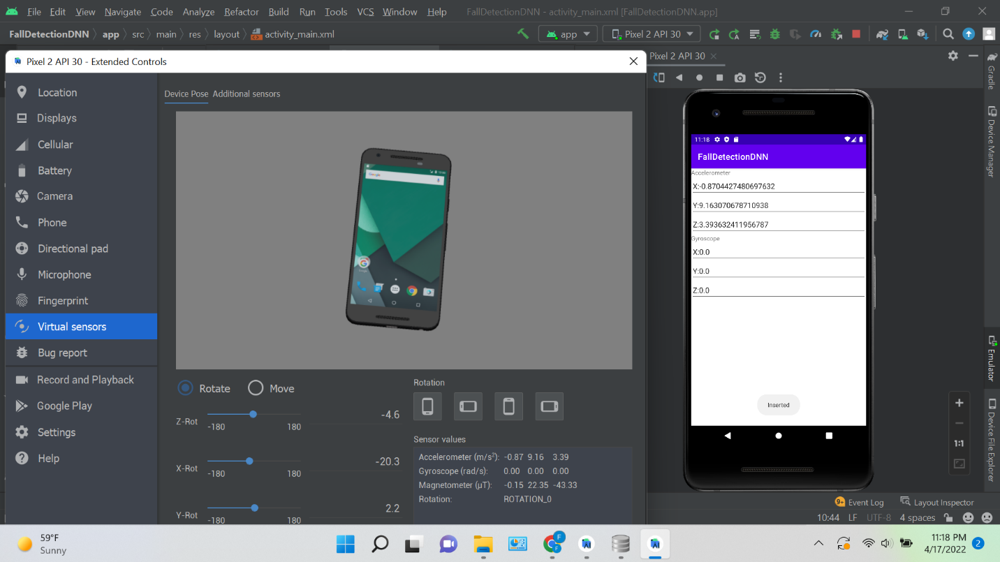 File Edit View Navigate Code Analyze Refactor Build Run Tools VCS Window Help FallDetectionDNN - activity_main.xml [FallDetectionDNN.app]
FallDetectionDNN app src main res layout activity_main.xml app Pixel 2 API 30
Pixel 2 API 30 - Extended Controls
Location
Displays
Cellular
Battery
Camera
Phone
Directional pad
Microphone
Fingerprint
Virtual sensors
Bug report
Record and Playback
Google Play
Settings
Help
Device Pose Additional sensors
Google
Rotate Move
Z-Rot -4.6
-180 180
X-Rot -20.3
-180 180
Y-Rot 2.2
-180 180
Rotation
Sensor values
Accelerometer (m/s²): -0.87 9.16 3.39
Gyroscope (rad/s): 0.00 0.00 0.00
Magnetometer (μT): -0.15 22.35 -43.33
Rotation: ROTATION_0
Pixel 2 API 30
11:18
FallDetectionDNN
Accelerometer
X:-0.8704427480697632
Y:9.163070678710938
Z:3.393632411956787
Gyroscope
X:0.0
Y:0.0
Z:0.0
Inserted
1:1
Gradle
Device Manager
Emulator
Device File Explorer
9+ Event Log Layout Inspector
10:44 LF UTF-8 4 spaces
59°F
Sunny
F
11:18 PM
4/17/2022
2